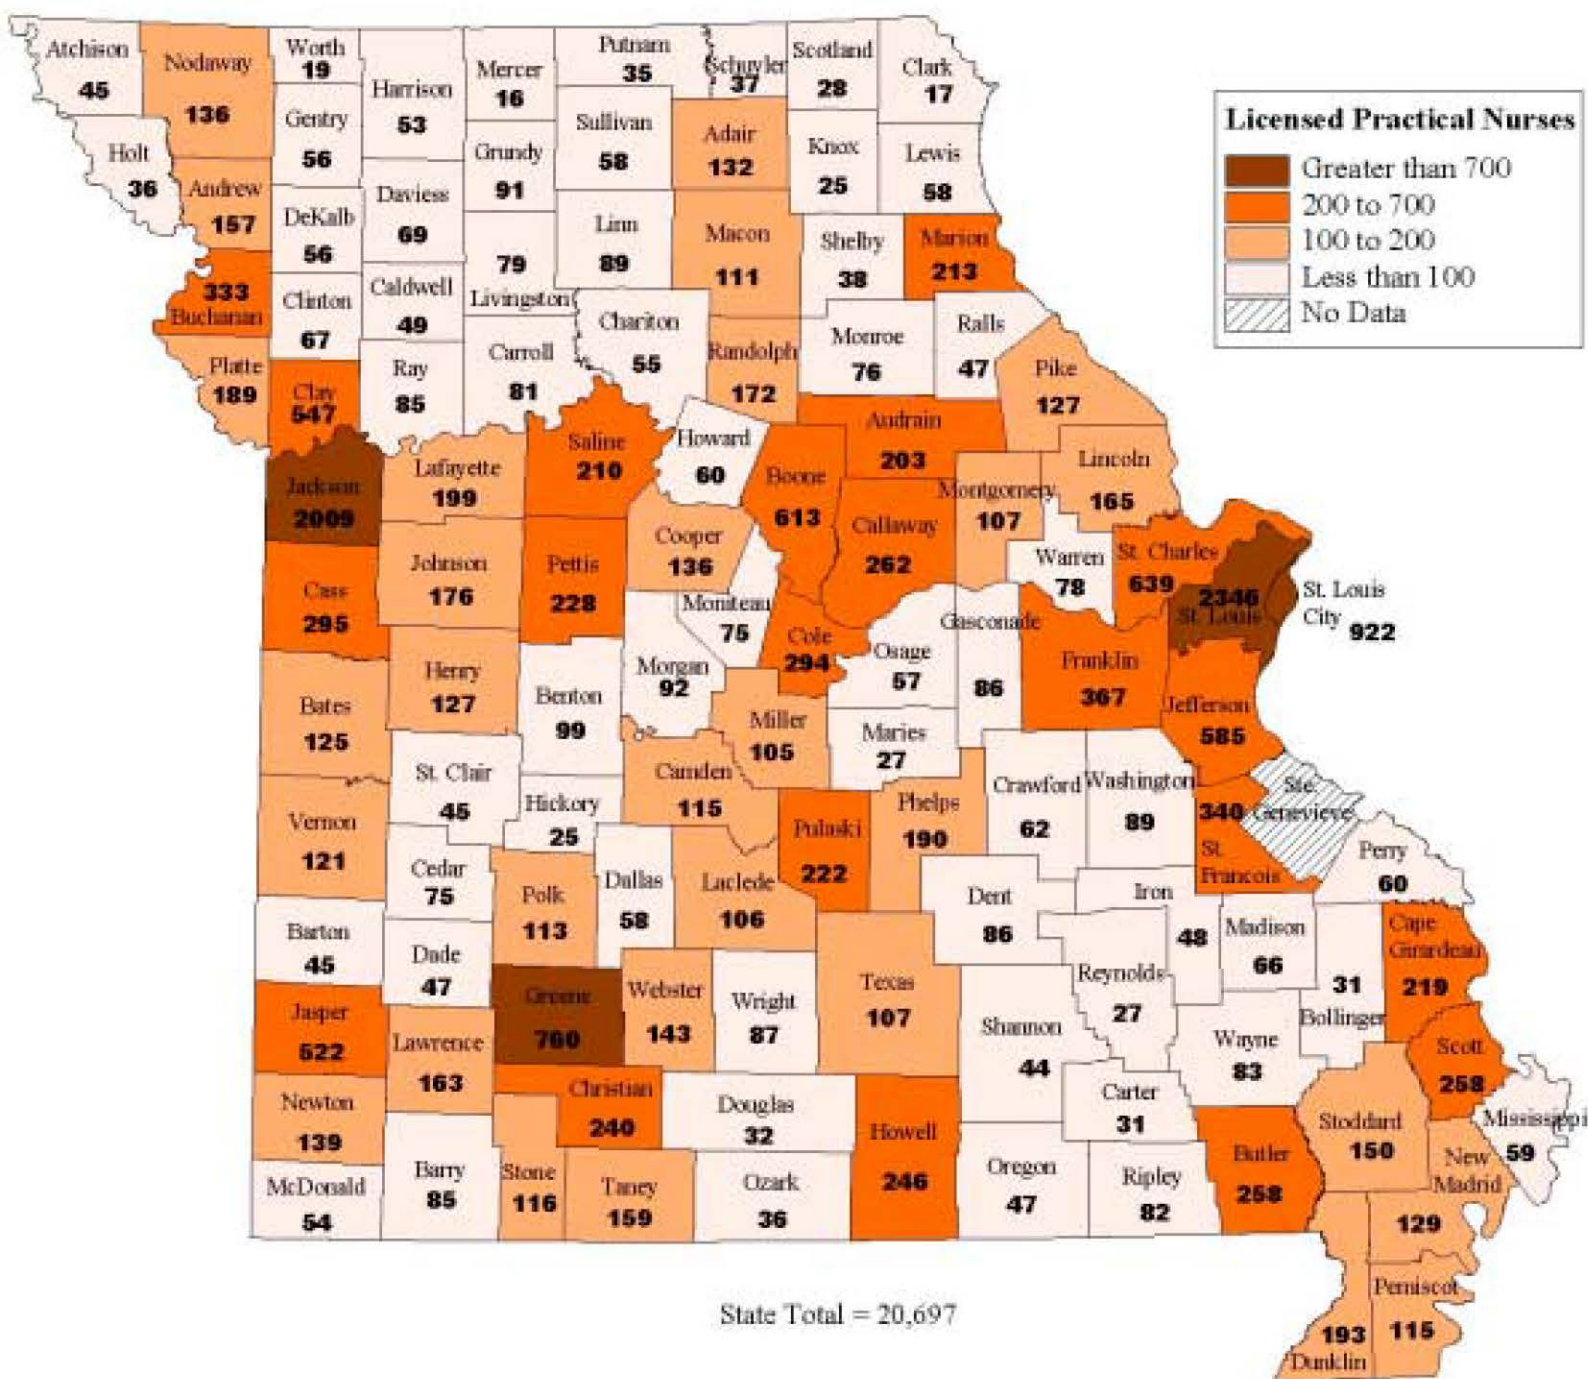 Atchison
45
Nodaway
136
Worth
19
Harrison
53
Mercer
16
Putnam
35
Schuyler
37
Scotland
28
Clark
17
Holt
36
Andrew
157
Gentry
56
DeKalb
56
Daviess
69
Grundy
91
Sullivan
58
Adair
132
Knox
25
Lewis
58
333
Buchanan
Clinton
67
Caldwell
49
79
Livingston
Linn
89
Macon
111
Shelby
38
Marion
213
Platte
189
Clay
547
Ray
85
Carroll
81
Chariton
55
Randolph
172
Monroe
76
Ralls
47
Pike
127
Licensed Practical Nurses
Greater than 700
200 to 700
100 to 200
Less than 100
No Data
Jackson
2009
Lafayette
199
Saline
210
Howard
60
Boone
613
Audrain
203
Callaway
262
Montgomery
107
Lincoln
165
Cass
295
Johnson
176
Pettis
228
Cooper
136
Moniteau
75
Cole
294
Osage
57
Gasconade
86
Warren
78
St. Charles
639
2346
St. Louis
St. Louis
City
922
Bates
125
Henry
127
Benton
99
Morgan
92
Miller
105
Maries
27
Franklin
367
Jefferson
585
Vernon
121
St. Clair
45
Hickory
25
Camden
115
Pulaski
222
Phelps
190
Crawford
62
Washington
89
340
St.
Francois
Ste.
Genevieve
Perry
60
Barton
45
Cedar
75
Dade
47
Polk
113
Dallas
58
Laclede
106
Dent
86
Iron
48
Madison
66
31
Bollinger
Cape
Girardeau
219
Jasper
522
Lawrence
163
Greene
760
Webster
143
Wright
87
Texas
107
Shannon
44
Reynolds
27
Wayne
83
Scott
258
Newton
139
Christian
240
Douglas
32
Howell
246
Carter
31
Butler
258
Stoddard
150
Mississippi
59
McDonald
54
Barry
85
Stone
116
Taney
159
Ozark
36
Oregon
47
Ripley
82
New
Madrid
129
Pemiscot
115
193
Dunklin
State Total = 20,697